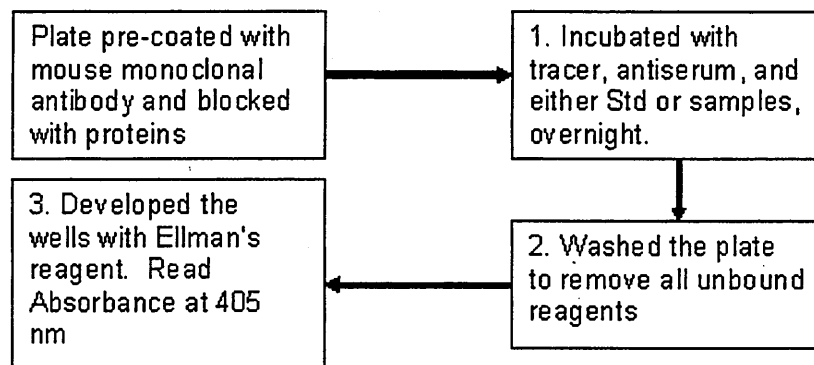 Plate pre-coated with
mouse monoclonal
antibody and blocked
with proteins
1. Incubated with
tracer, antiserum, and
either Std or samples,
overnight.
2. Washed the plate
to remove all unbound
reagents
3. Developed the
wells with Ellman's
reagent. Read
Absorbance at 405
nm